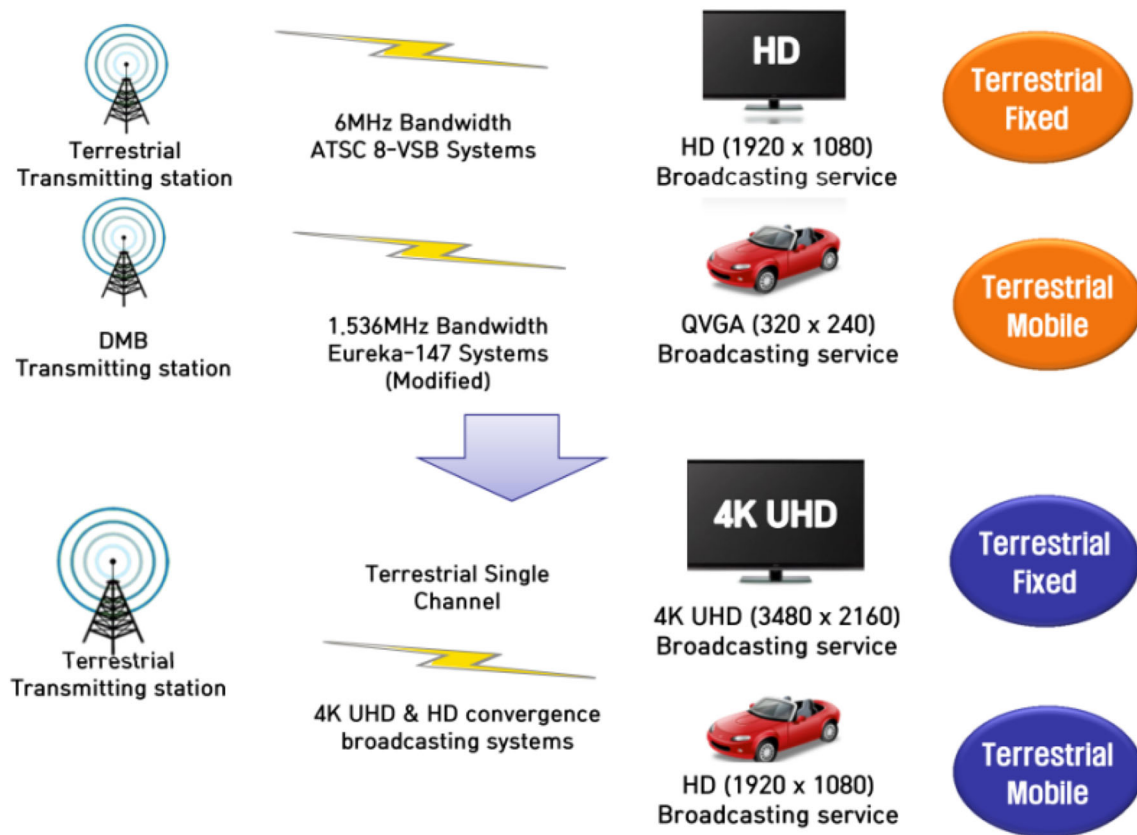 HD
Terrestrial
Fixed
Terrestrial
Transmitting station
6MHz Bandwidth
ATSC 8-VSB Systems
HD (1920 x 1080)
Broadcasting service
DMB
Transmitting station
1.536MHz Bandwidth
Eureka-147 Systems
(Modified)
QVGA (320 x 240)
Broadcasting service
Terrestrial
Mobile
Terrestrial
Transmitting station
Terrestrial Single
Channel
4K UHD & HD convergence
broadcasting systems
4K UHD
4K UHD (3480 x 2160)
Broadcasting service
Terrestrial
Fixed
HD (1920 x 1080)
Broadcasting service
Terrestrial
Mobile